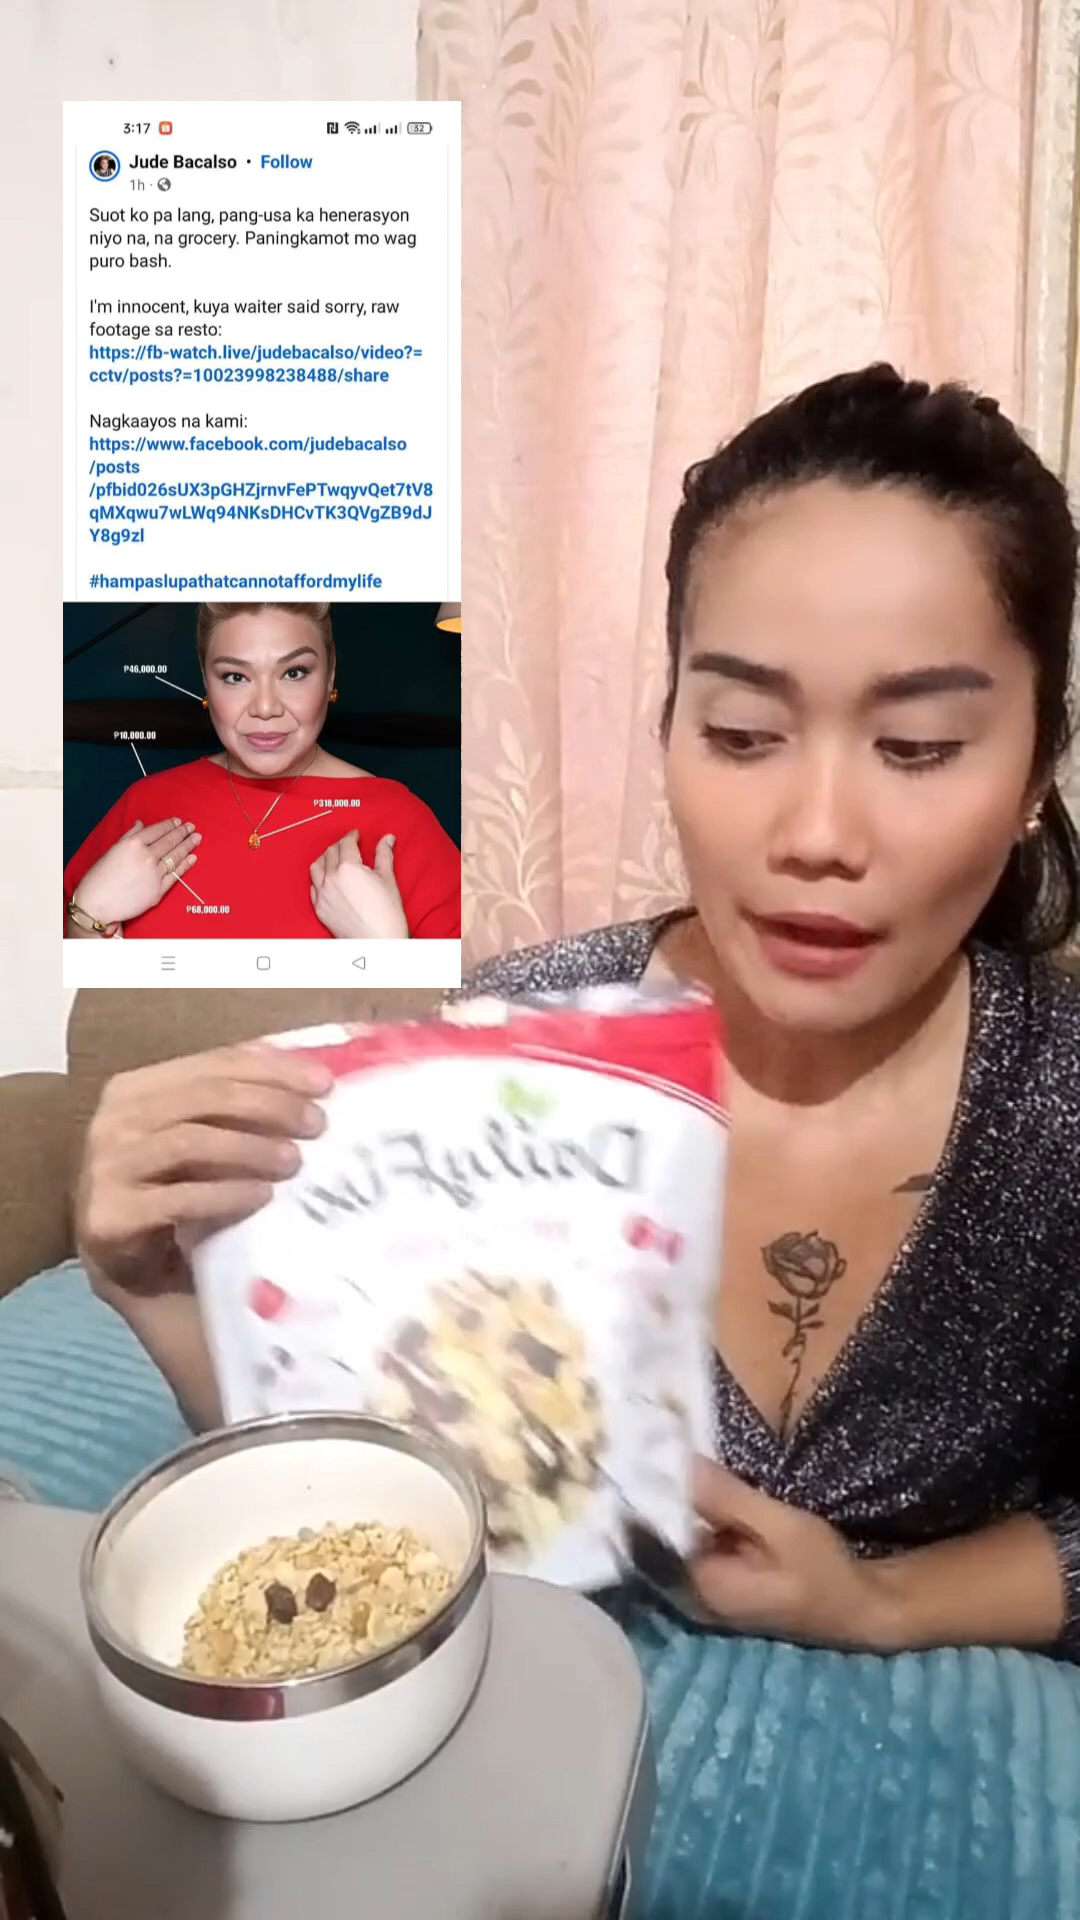 3:17
52
Jude Bacalso • Follow
1h
Suot ko pa lang, pang-usa ka henerasyon
niyo na, na grocery. Paningkamot mo wag
puro bash.
I'm innocent, kuya waiter said sorry, raw
footage sa resto:
https://fb-watch.live/judebacalso/video?=
cctv/posts?=10023998238488/share
Nagkaayos na kami:
https://www.facebook.com/judebacalso
/posts
/pfbid026sUX3pGHZjrnvFePTwqyvQet7tV8
qMXqwu7wLWq94NKsDHCvTK3QVgZB9dJ
Y8g9zl
#hampaslupathatcannotaffordmylife
₱46,000.00
₱10,000.00
₱318,000.00
₱68,000.00